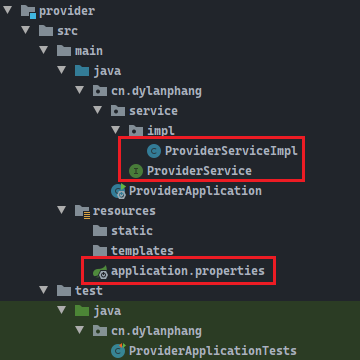 provider
src
main
java
cn.dylanphang
service
impl
ProviderServiceImpl
ProviderService
ProviderApplication
resources
static
templates
application.properties
test
java
cn.dylanphang
ProviderApplicationTests